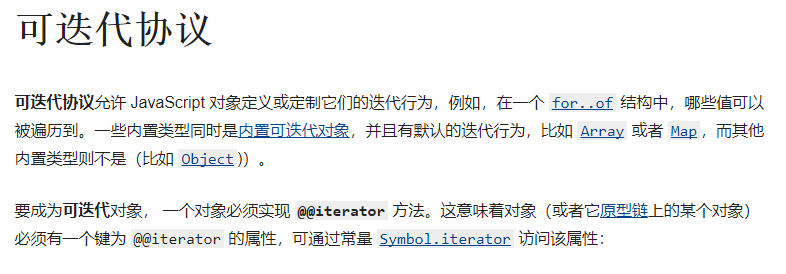 可迭代协议
可迭代协议允许 JavaScript 对象定义或定制它们的迭代行为，例如，在一个 for..of 结构中，哪些值可以
被遍历到。一些内置类型同时是内置可迭代对象，并且有默认的迭代行为，比如 Array 或者 Map，而其他
内置类型则不是（比如 Object)）。
要成为可迭代对象， 一个对象必须实现 @@iterator 方法。这意味着对象（或者它原型链上的某个对象）
必须有一个键为 @@iterator 的属性，可通过常量 Symbol.iterator 访问该属性：